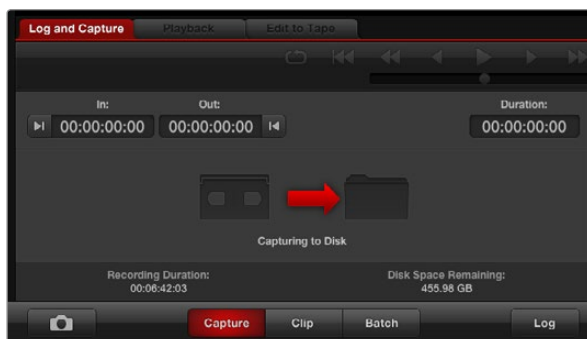 Log and Capture Playback Edit to Tape
In: Out: Duration:
00:00:00:00 00:00:00:00 00:00:00:00
Capturing to Disk
Recording Duration: Disk Space Remaining:
00:06:42:03 455.98 GB
Capture Clip Batch Log